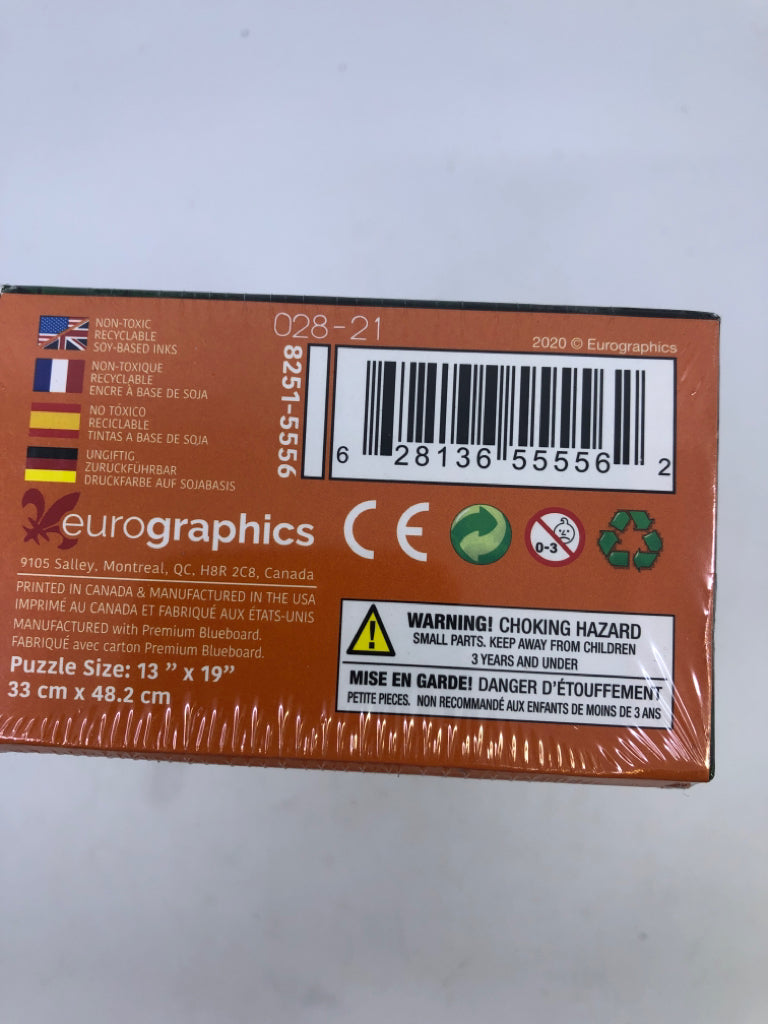 NON-TOXIC
RECYCLABLE
SOY-BASED INKS
NON-TOXIQUE
RECYCLABLE
ENCRE À BASE DE SOJA
NO TÓXICO
RECICLABLE
TINTAS A BASE DE SOJA
UNGIFTIG
ZURUCKFÜHRBAR
DRUCKFARBE AUF SOJABASIS
028-21
8251-5556
2020 © Eurographics
6 28136 55556 2
eurographics
CE
0-3
9105 Salley, Montreal, QC, H8R 2C8, Canada
PRINTED IN CANADA & MANUFACTURED IN THE USA
IMPRIMÉ AU CANADA ET FABRIQUÉ AUX ÉTATS-UNIS
MANUFACTURED with Premium Blueboard.
FABRIQUÉ avec carton Premium Blueboard.
Puzzle Size: 13 ” x 19”
33 cm x 48.2 cm
WARNING! CHOKING HAZARD
SMALL PARTS. KEEP AWAY FROM CHILDREN
3 YEARS AND UNDER
MISE EN GARDE! DANGER D'ÉTOUFFEMENT
PETITE PIECES. NON RECOMMANDÉ AUX ENFANTS DE MOINS DE 3 ANS